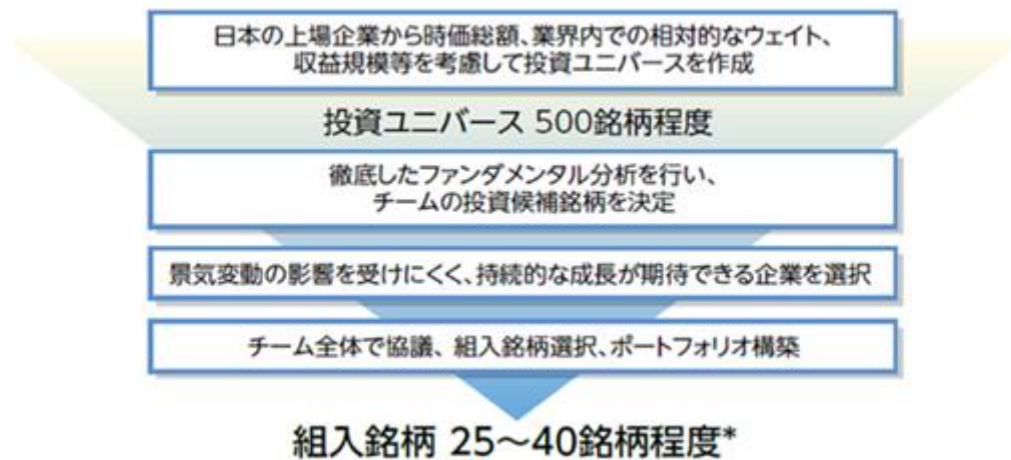 日本の上場企業から時価総額、業界内での相対的なウェイト、
収益規模等を考慮して投資ユニバースを作成
投資ユニバース 500銘柄程度
徹底したファンダメンタル分析を行い、
チームの投資候補銘柄を決定
景気変動の影響を受けにくく、持続的な成長が期待できる企業を選択
チーム全体で協議、組入銘柄選択、ポートフォリオ構築
組入銘柄 25～40銘柄程度*